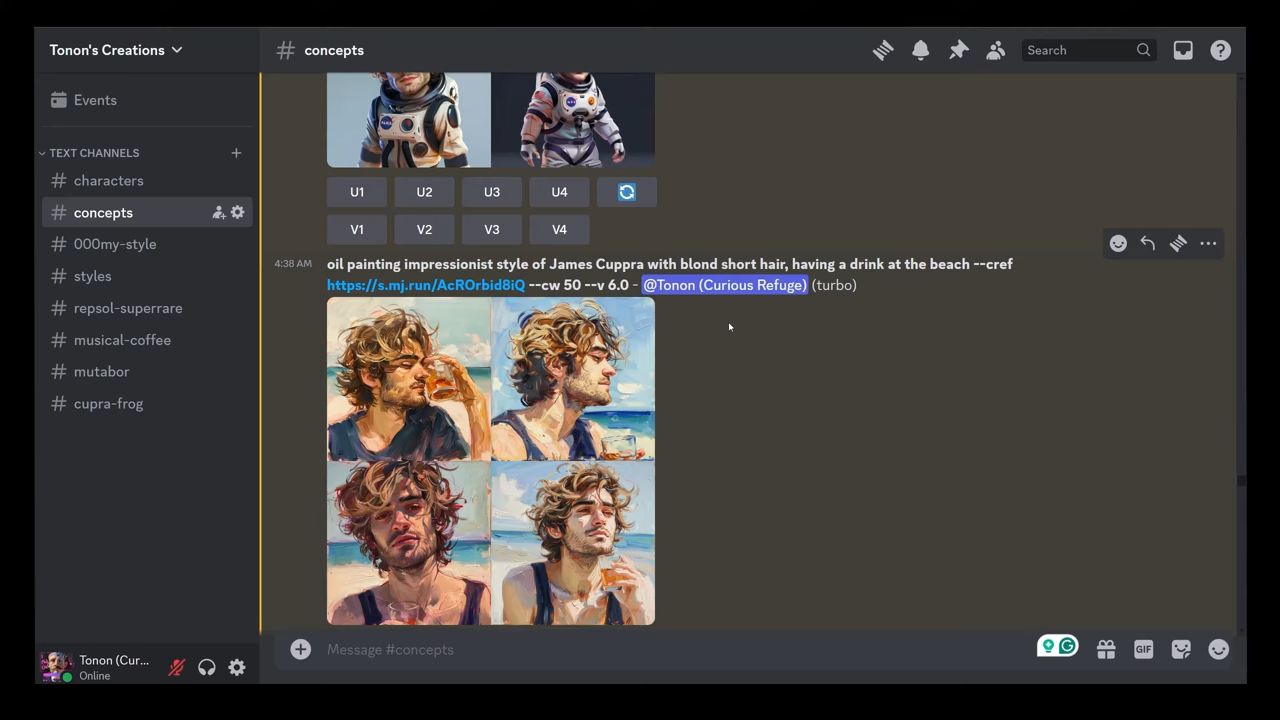 Tonon's Creations
# concepts
Search
Events
TEXT CHANNELS
# characters
# concepts
# 000my-style
# styles
# repsol-superrare
# musical-coffee
# mutabor
# cupra-frog
U1 U2 U3 U4
V1 V2 V3 V4
4:38 AM
oil painting impressionist style of James Cuppra with blond short hair, having a drink at the beach --cref
https://s.mj.run/AcROrbid8iQ --cw 50 --v 6.0 - @Tonon (Curious Refuge) (turbo)
Message #concepts
GIF
Tonon (Cur...
Online